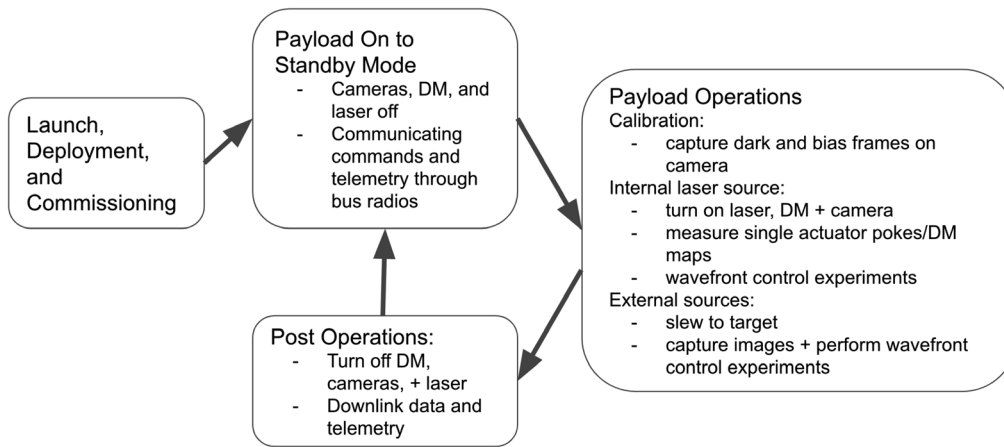 Launch,
Deployment,
and
Commissioning
Payload On to
Standby Mode
- Cameras, DM, and
laser off
- Communicating
commands and
telemetry through
bus radios
Payload Operations
Calibration:
- capture dark and bias frames on
camera
Internal laser source:
- turn on laser, DM + camera
- measure single actuator pokes/DM
maps
- wavefront control experiments
External sources:
- slew to target
- capture images + perform wavefront
control experiments
Post Operations:
- Turn off DM,
cameras, + laser
- Downlink data and
telemetry